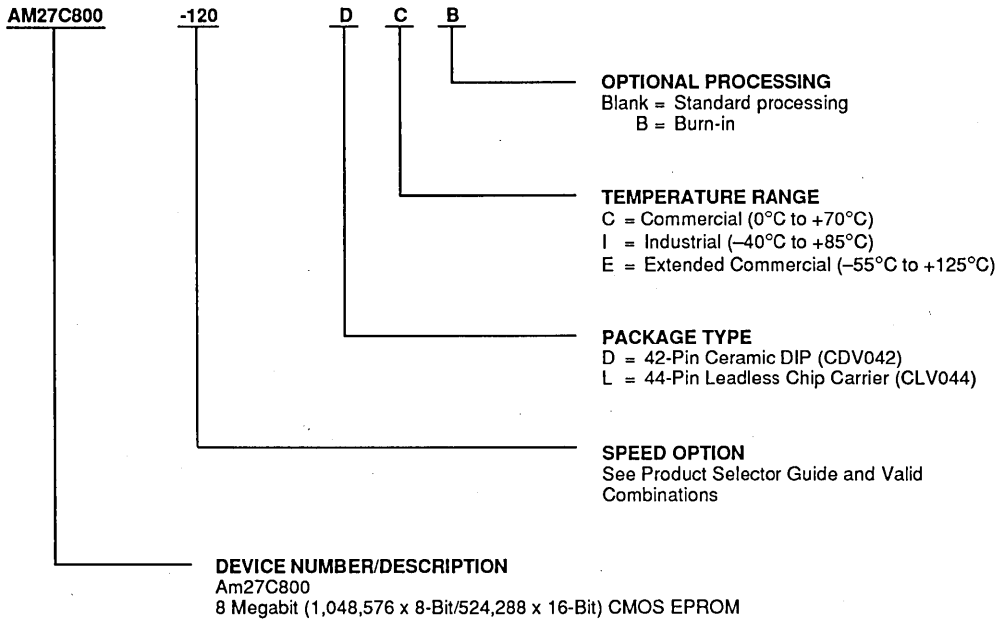 AM27C800 -120 D C B
OPTIONAL PROCESSING
Blank = Standard processing
B = Burn-in
TEMPERATURE RANGE
C = Commercial (0°C to +70°C)
I = Industrial (–40°C to +85°C)
E = Extended Commercial (–55°C to +125°C)
PACKAGE TYPE
D = 42-Pin Ceramic DIP (CDV042)
L = 44-Pin Leadless Chip Carrier (CLV044)
SPEED OPTION
See Product Selector Guide and Valid
Combinations
DEVICE NUMBER/DESCRIPTION
Am27C800
8 Megabit (1,048,576 x 8-Bit/524,288 x 16-Bit) CMOS EPROM